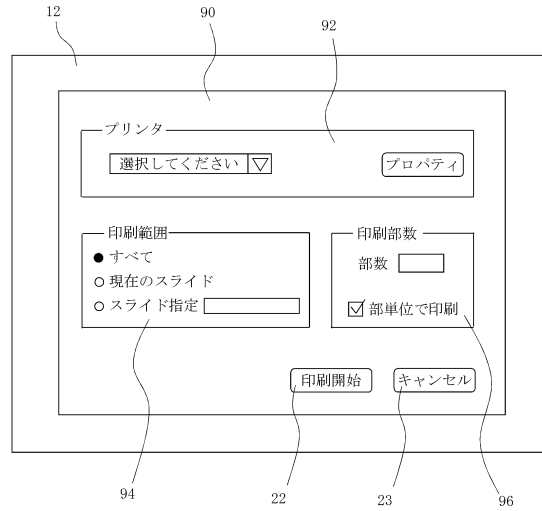 12
90
92
プリンタ
選択してください
プロパティ
印刷範囲
すべて
現在のスライド
スライド指定
印刷部数
部数
部単位で印刷
印刷開始
キャンセル
94
22
23
96